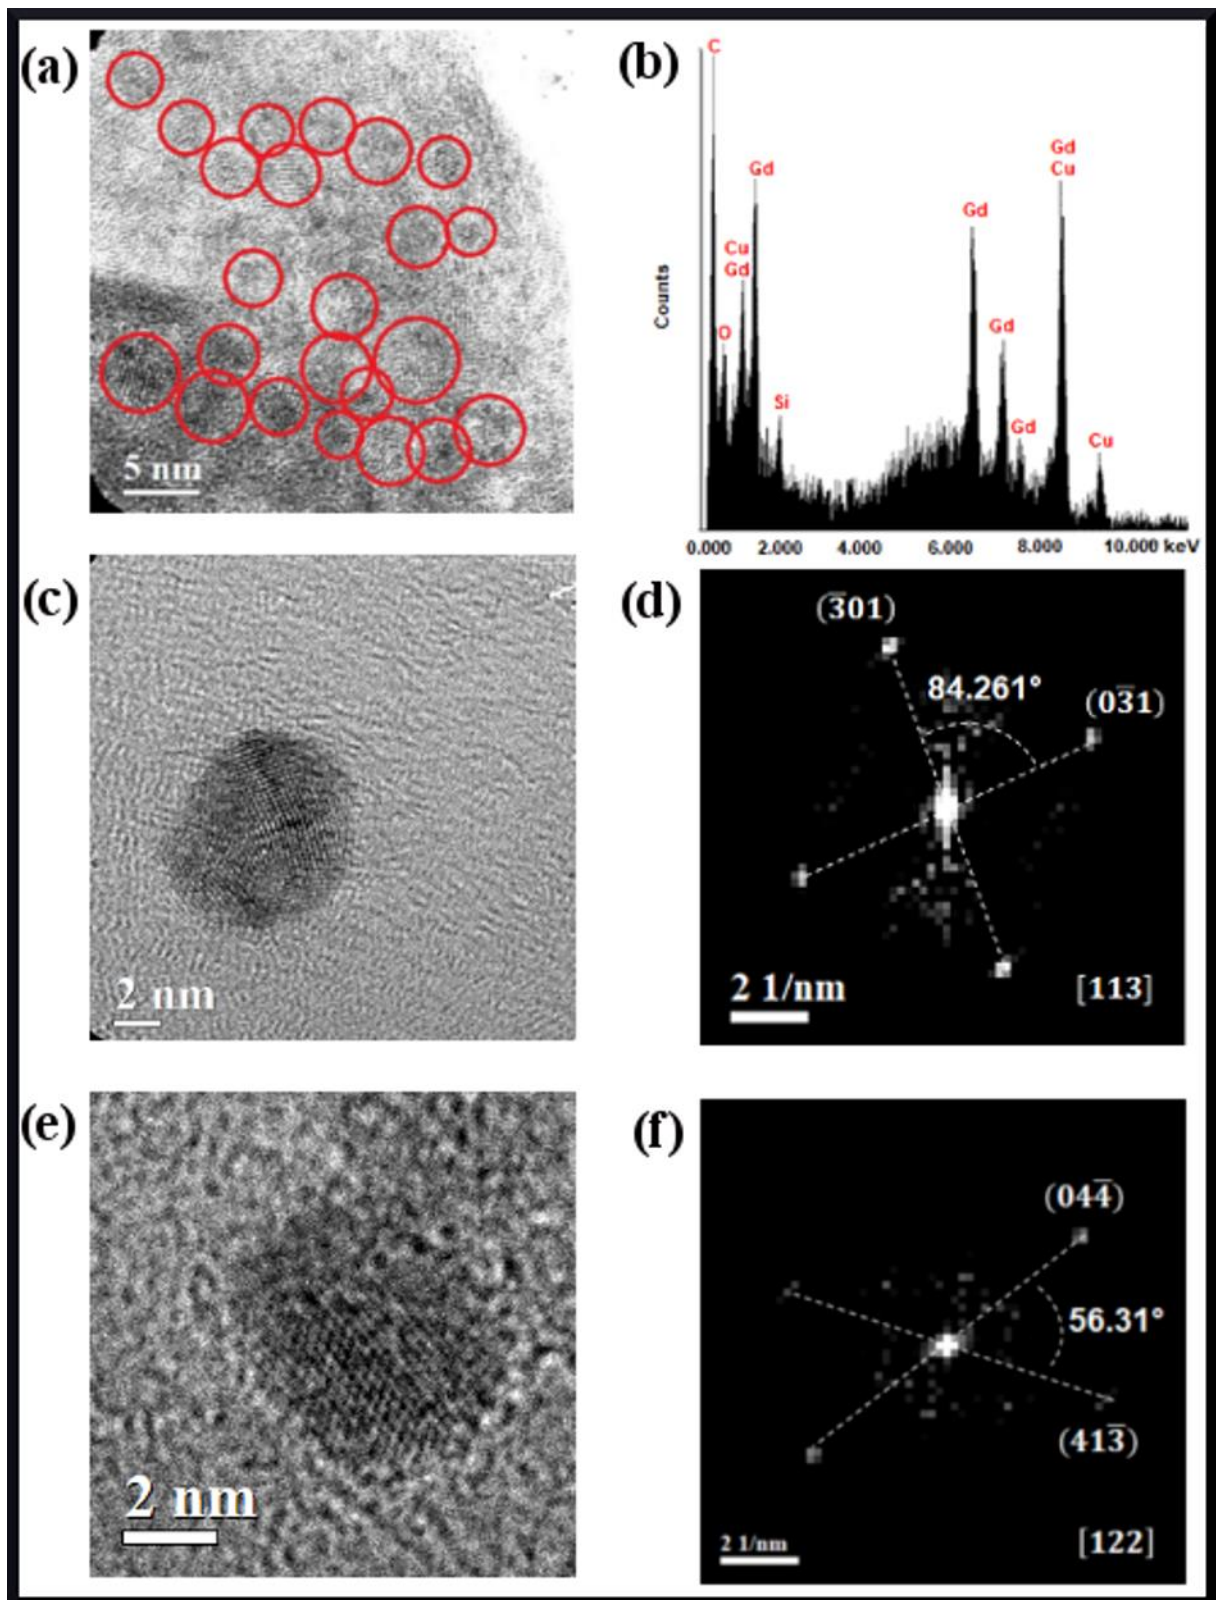 (a)
5 nm
(b)
C
Gd
Gd
Cu
Gd
Cu
Gd
O
Gd
Si
Gd
Cu
Counts
0.000 2.000 4.000 6.000 8.000 10.000 keV
(c)
2 nm
(d)
(3̅01)
84.261°
(03̅1)
2 1/nm
[113]
(e)
2 nm
(f)
(044̅)
56.31°
(413̅)
2 1/nm
[122]